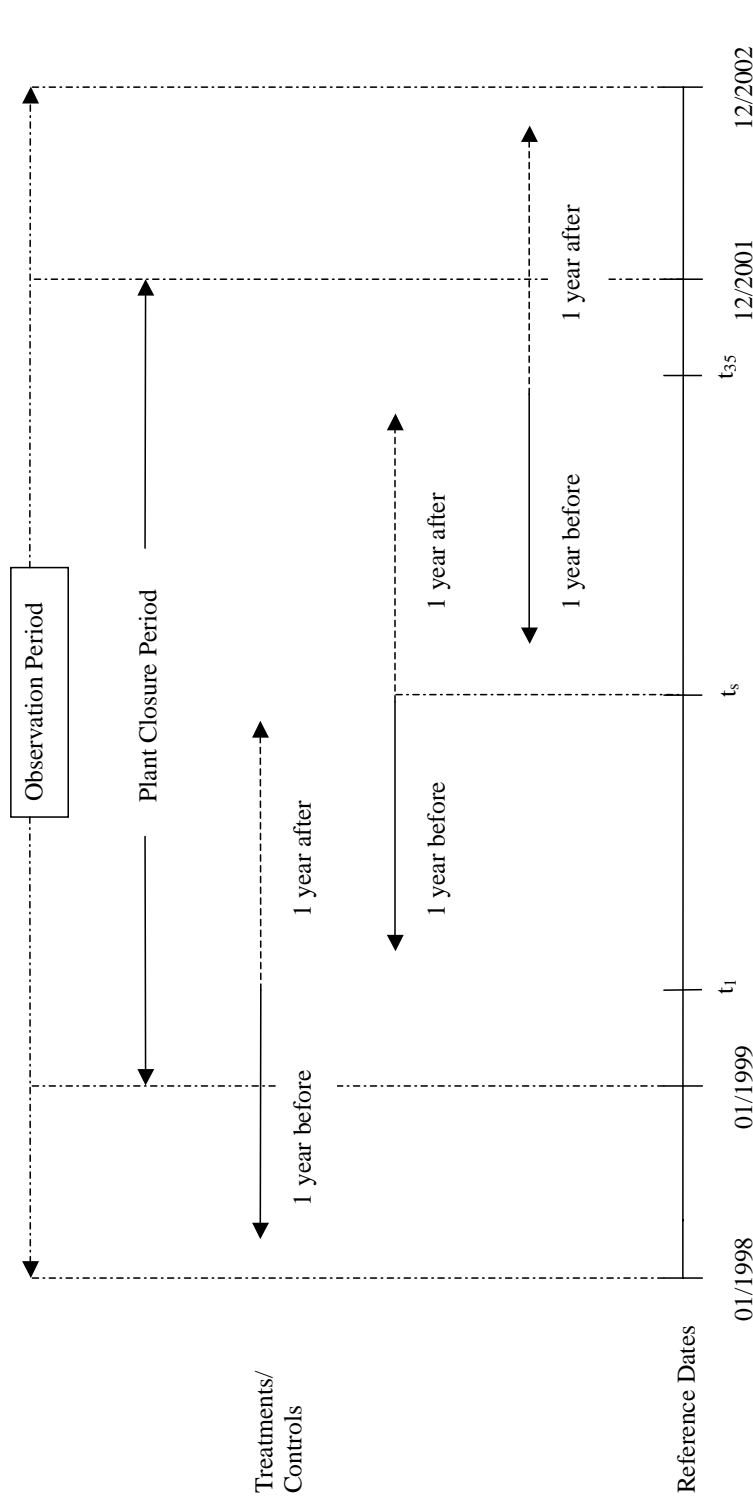 Observation Period
Plant Closure Period
Treatments/
Controls
1 year before
1 year after
1 year before
1 year after
1 year before
1 year after
Reference Dates
01/1998
01/1999
t1
ts
t35
12/2001
12/2002